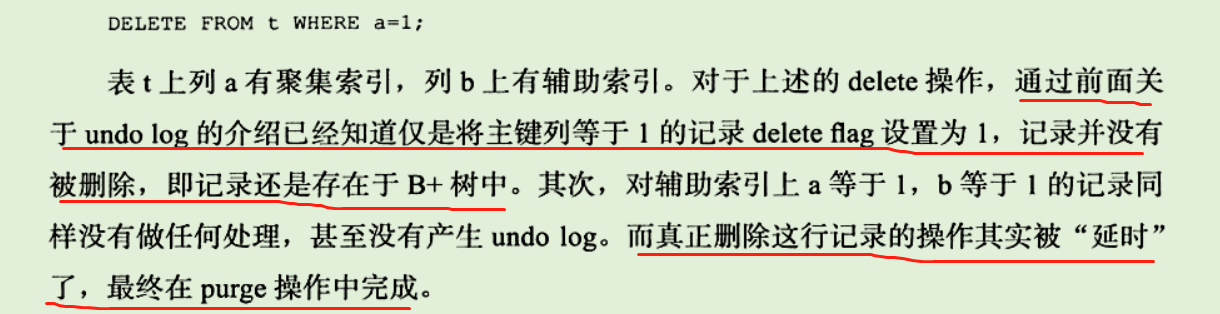 DELETE FROM t WHERE a=1;
表 t 上列 a 有聚集索引，列 b 上有辅助索引。对于上述的 delete 操作，通过前面关
于 undo log 的介绍已经知道仅是将主键列等于 1 的记录 delete flag 设置为 1，记录并没有
被删除，即记录还是存在于 B+ 树中。其次，对辅助索引上 a 等于 1，b 等于 1 的记录同
样没有做任何处理，甚至没有产生 undo log。而真正删除这行记录的操作其实被“延时”
了，最终在 purge 操作中完成。